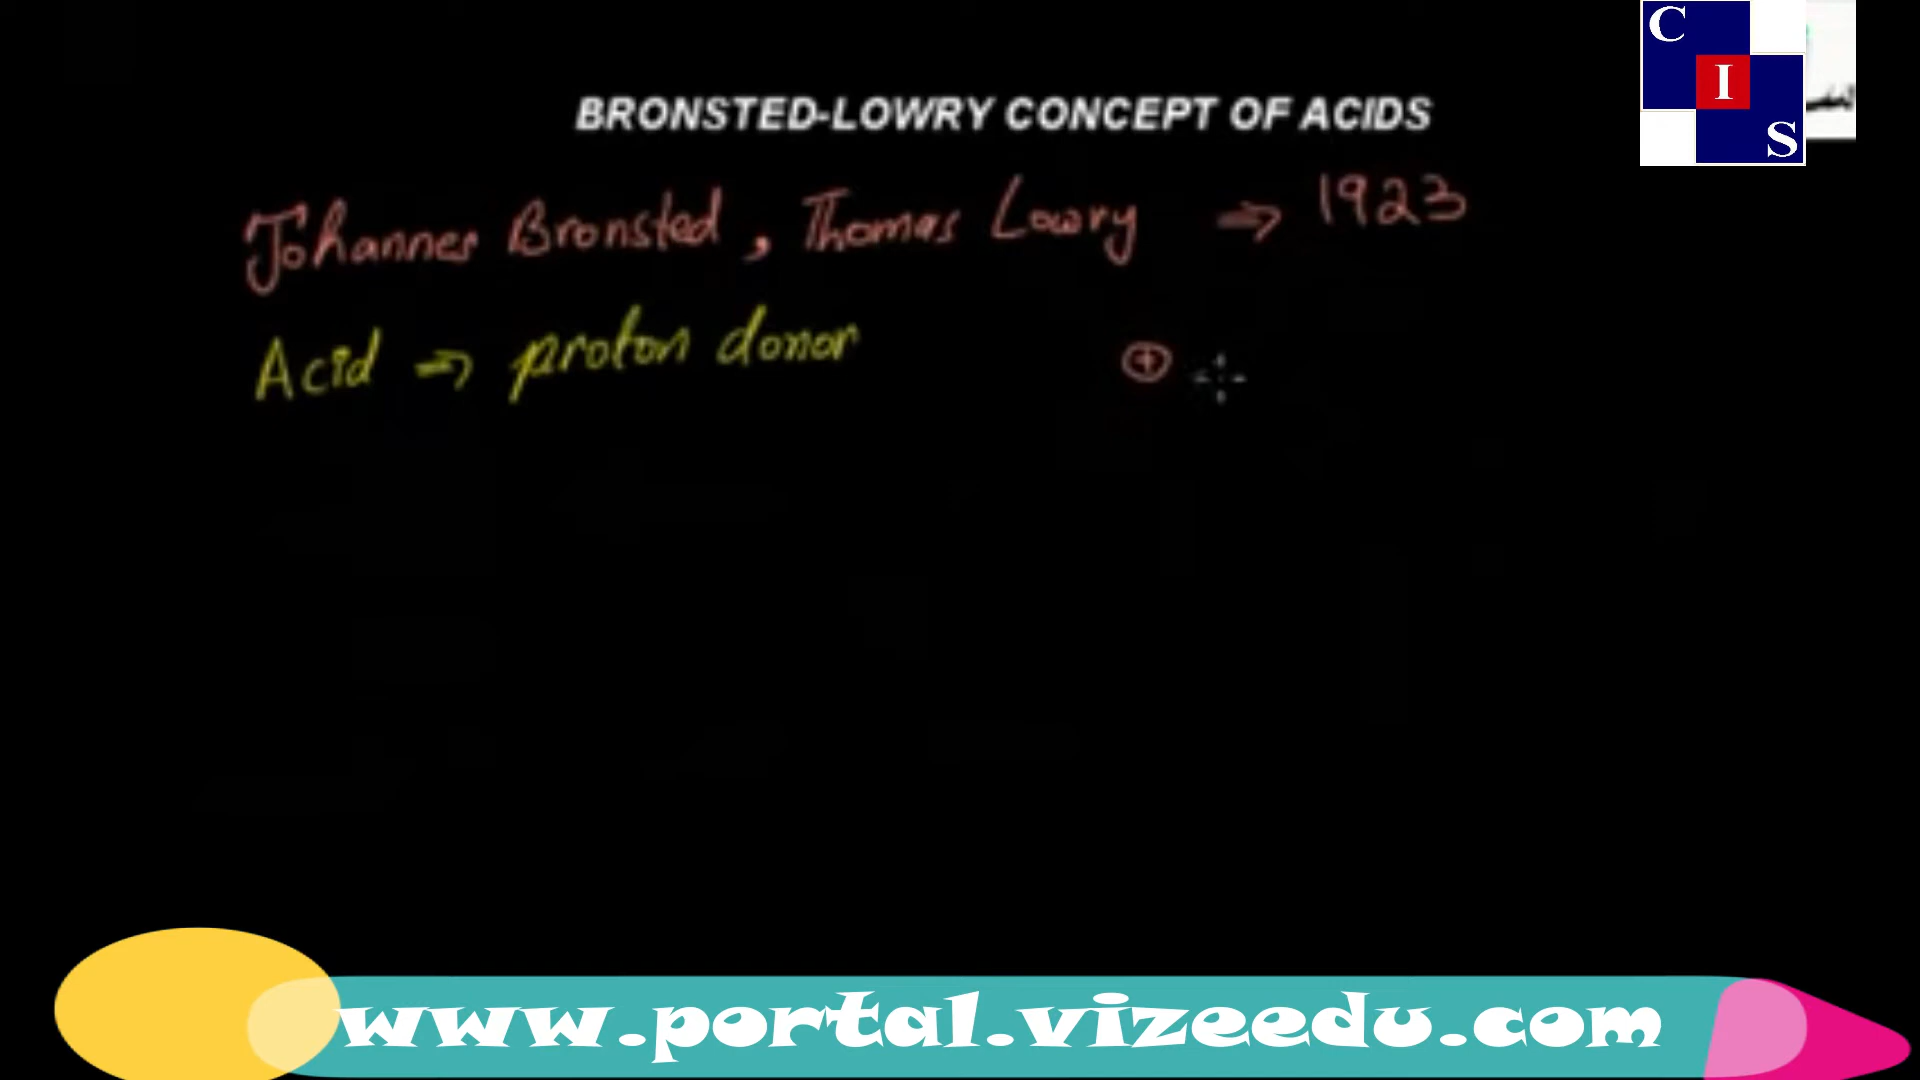 BRONSTED-LOWRY CONCEPT OF ACIDS
C
I
S
Johannes Bronsted, Thomas Lowry ⇒ 1923
Acid ⇒ proton donor ⊕
www.portal.vizeedu.com